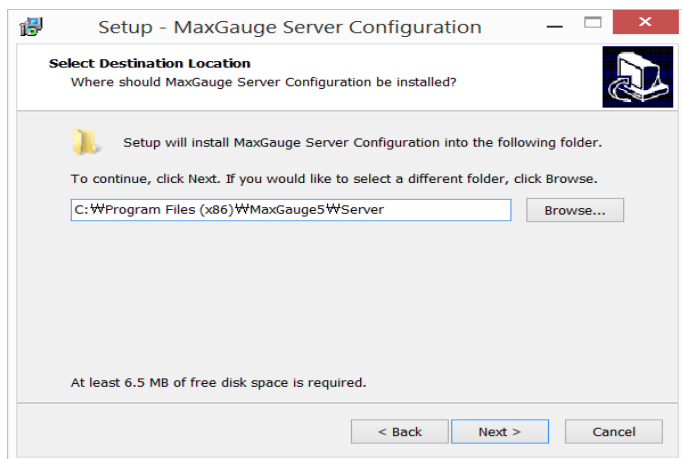 Setup - MaxGauge Server Configuration
Select Destination Location
Where should MaxGauge Server Configuration be installed?
Setup will install MaxGauge Server Configuration into the following folder.
To continue, click Next. If you would like to select a different folder, click Browse.
C:₩Program Files (x86)₩MaxGauge5₩Server
Browse...
At least 6.5 MB of free disk space is required.
< Back Next > Cancel